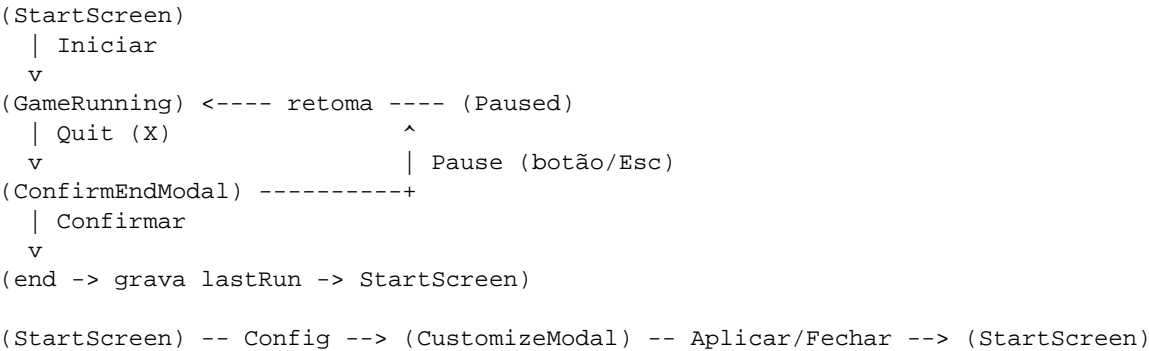 (StartScreen)
  | Iniciar
  v
(GameRunning) <---- retoma ---- (Paused)
  | Quit (X)                ^
  v                         | Pause (botão/Esc)
(ConfirmEndModal) ----------+
  | Confirmar
  v
(end -> grava lastRun -> StartScreen)

(StartScreen) -- Config --> (CustomizeModal) -- Aplicar/Fechar --> (StartScreen)